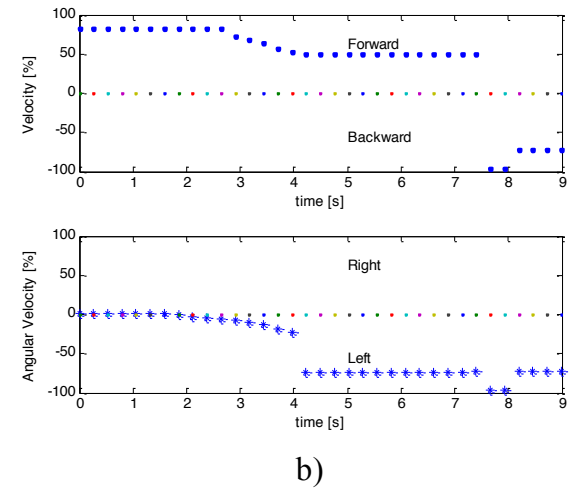 100
50
Forward
Velocity [%]
0
-50
Backward
-100
0 1 2 3 4 5 6 7 8 9
time [s]
100
50
Right
Angular Velocity [%]
0
-50
Left
-100
0 1 2 3 4 5 6 7 8 9
time [s]
b)